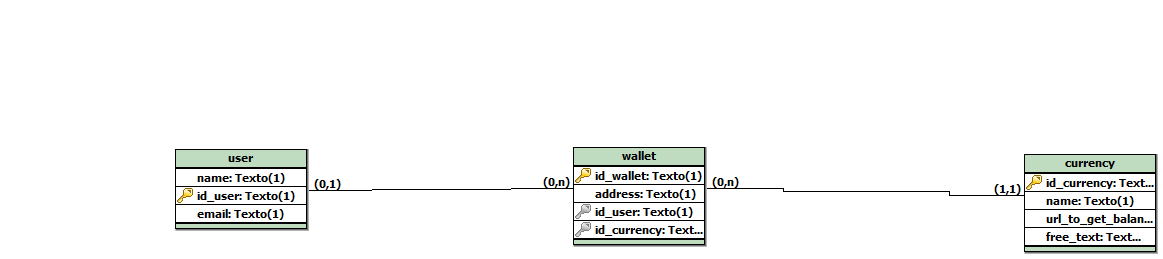 user
name: Texto(1)
id_user: Texto(1)
email: Texto(1)
(0,1)
(0,n)
wallet
id_wallet: Texto(1)
address: Texto(1)
id_user: Texto(1)
id_currency: Text...
(0,n)
(1,1)
currency
id_currency: Text...
name: Texto(1)
url_to_get_balan...
free_text: Text...